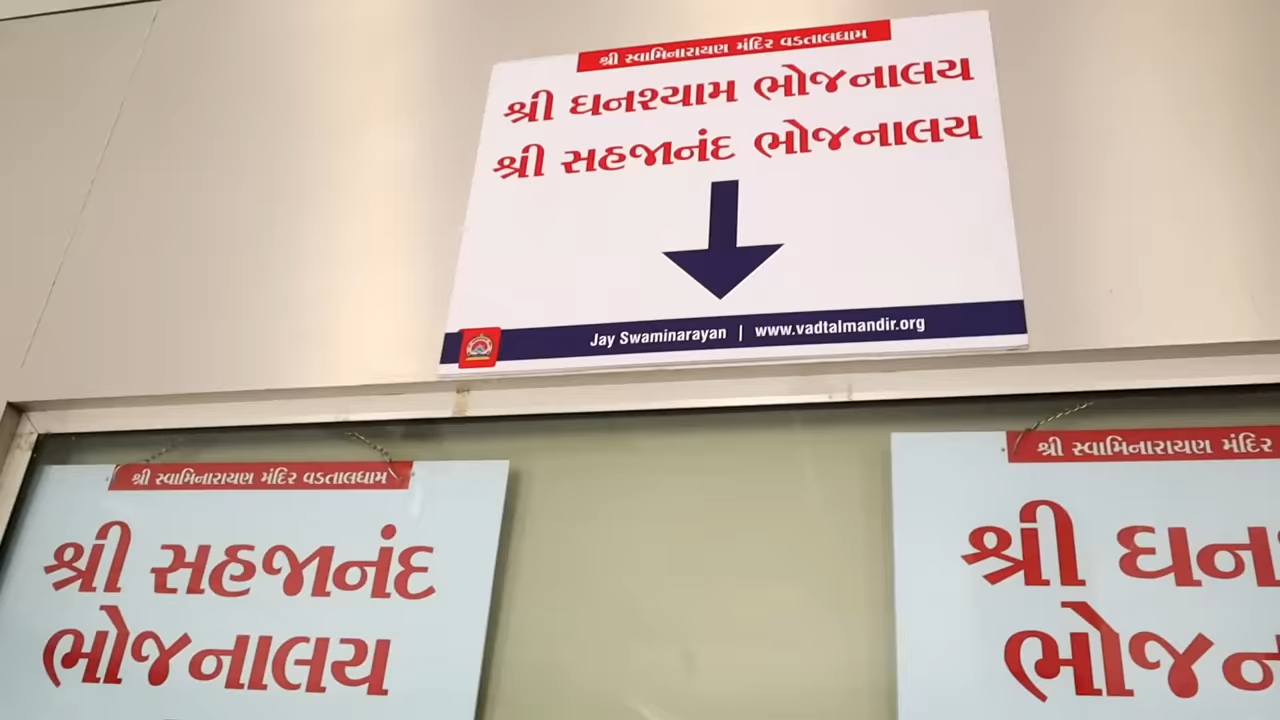 શ્રી સ્વામિનારાયણ મંદિર વડતાલધામ
શ્રી ઘનશ્યામ ભોજનાલય
શ્રી સહજાનંદ ભોજનાલય
Jay Swaminarayan | www.vadtalmandir.org
શ્રી સ્વામિનારાયણ મંદિર વડતાલધામ
શ્રી સહજાનંદ
ભોજનાલય
શ્રી સ્વામિનારાયણ મંદિર
શ્રી